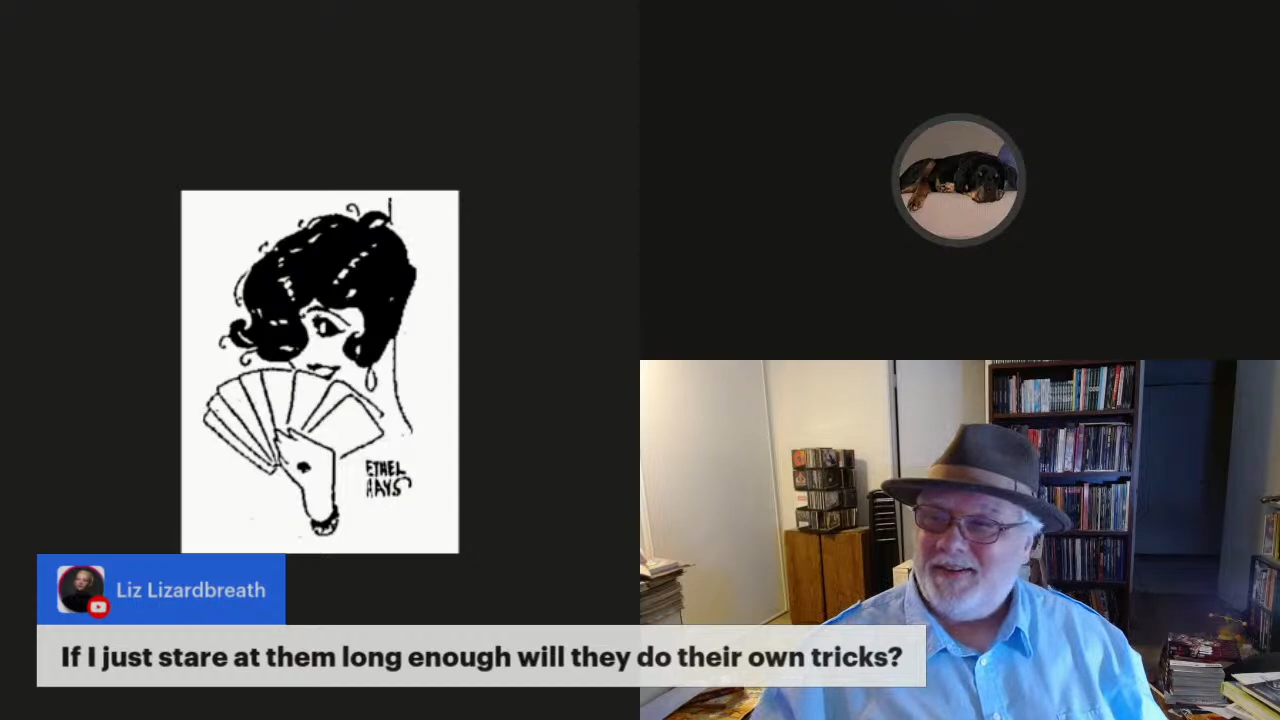 ETHEL
HAYS
Liz Lizardbreath
If I just stare at them long enough will they do their own tricks?